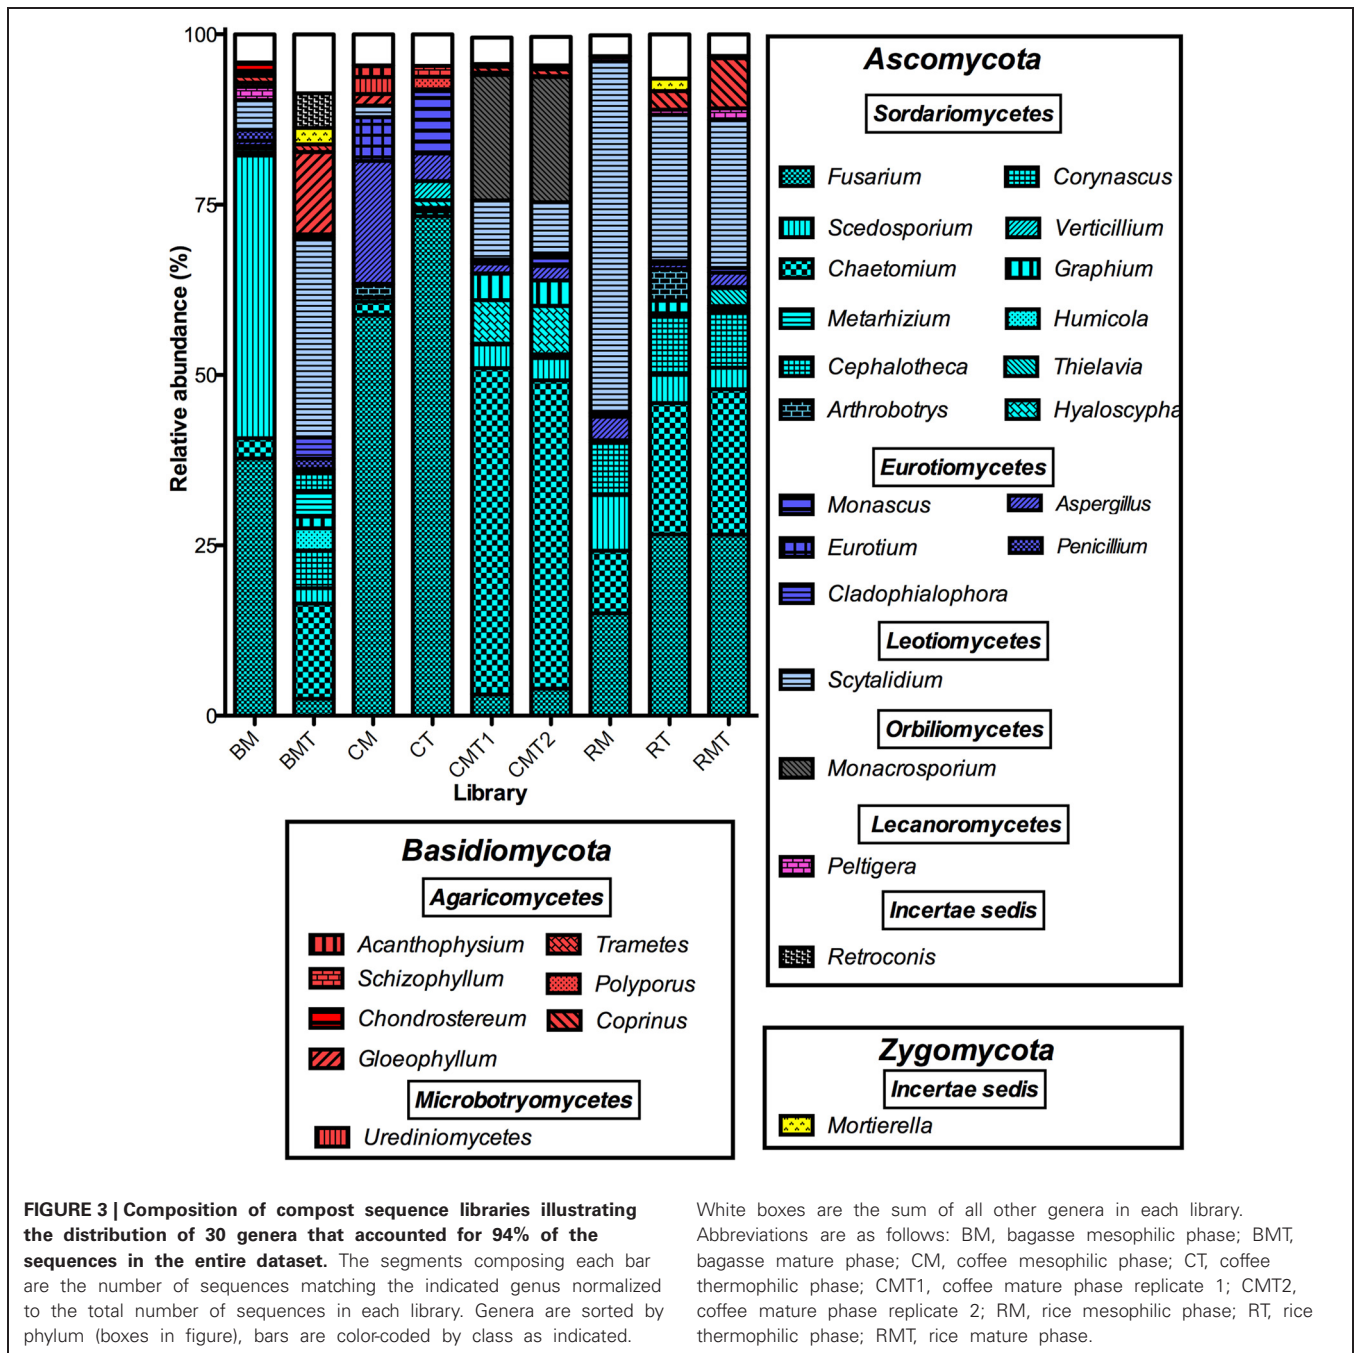 100
75
50
25
0
Relative abundance (%)
BM
BMT
CM
CT
CMT1
CMT2
RM
RT
RMT
Library
Ascomycota
Sordariomycetes
Fusarium Corynascus
Scedosporium Verticillium
Chaetomium Graphium
Metarhizium Humicola
Cephalotheca Thielavia
Arthrobotrys Hyaloscypha
Eurotiomycetes
Monascus Aspergillus
Eurotium Penicillium
Cladophialophora
Leotiomycetes
Scytalidium
Orbiliomycetes
Monacrosporium
Lecanoromycetes
Peltigera
Incertae sedis
Retroconis
Basidiomycota
Agaricomycetes
Acanthophysium Trametes
Schizophyllum Polyporus
Chondrostereum Coprinus
Gloeophyllum
Microbotryomycetes
Urediniomycetes
Zygomycota
Incertae sedis
Mortierella
FIGURE 3 | Composition of compost sequence libraries illustrating
the distribution of 30 genera that accounted for 94% of the
sequences in the entire dataset. The segments composing each bar
are the number of sequences matching the indicated genus normalized
to the total number of sequences in each library. Genera are sorted by
phylum (boxes in figure), bars are color-coded by class as indicated.
White boxes are the sum of all other genera in each library.
Abbreviations are as follows: BM, bagasse mesophilic phase; BMT,
bagasse mature phase; CM, coffee mesophilic phase; CT, coffee
thermophilic phase; CMT1, coffee mature phase replicate 1; CMT2,
coffee mature phase replicate 2; RM, rice mesophilic phase; RT, rice
thermophilic phase; RMT, rice mature phase.